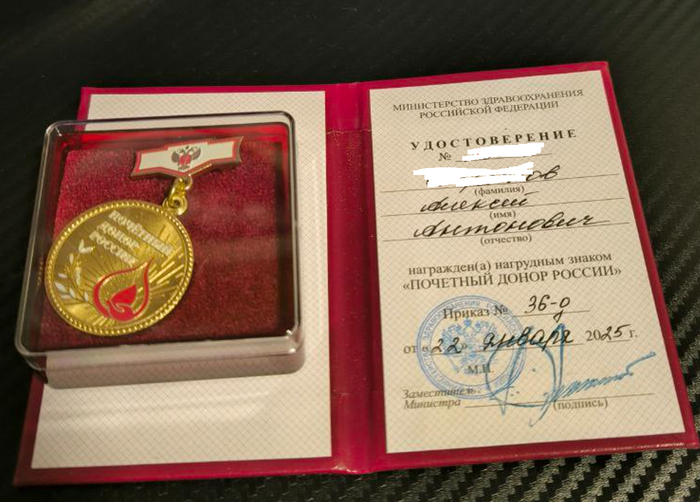 ПОЧЕТНЫЙ
ДОНОР
РОССИИ
МИНИСТЕРСТВО ЗДРАВООХРАНЕНИЯ
РОССИЙСКОЙ ФЕДЕРАЦИИ
УДОСТОВЕРЕНИЕ
№
(фамилия)
Алексей
(имя)
Антонович
(отчество)
награжден(а) нагрудным знаком
«ПОЧЕТНЫЙ ДОНОР РОССИИ»
Приказ № 36-д
от «22» января 2025 г.
М.П.
Заместитель
Министра
(подпись)